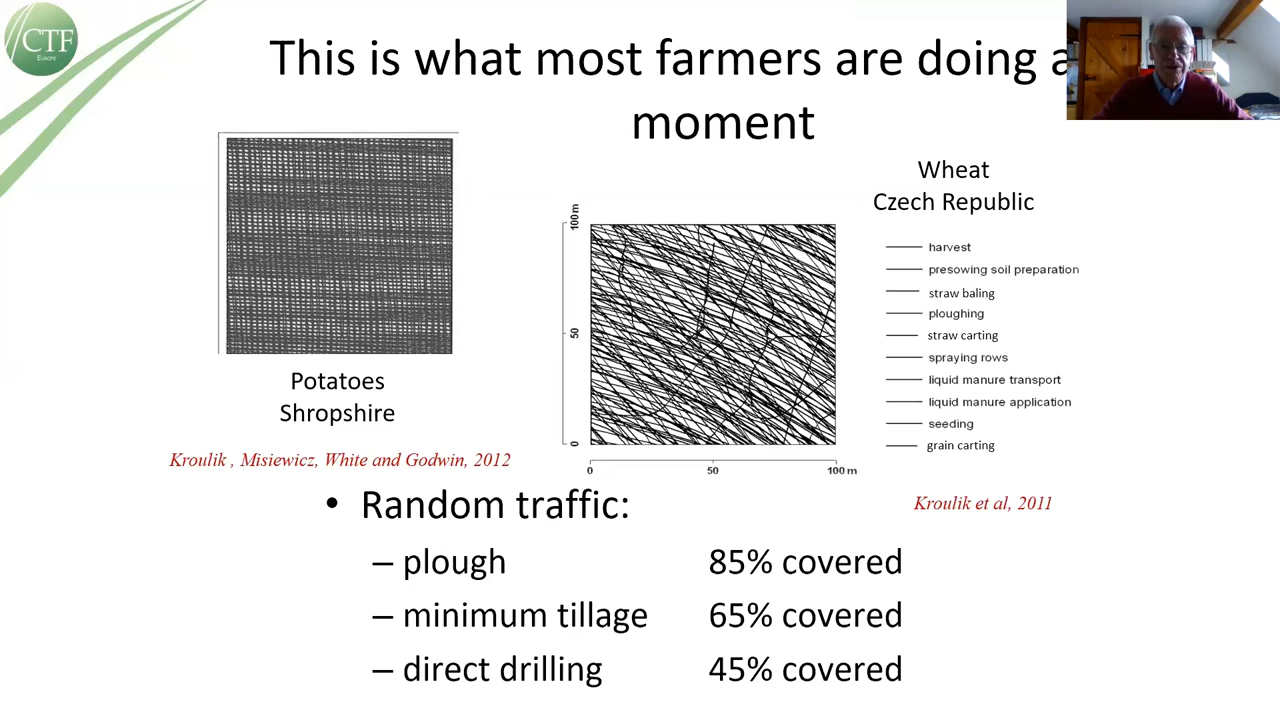 CTF
EUROPE
This is what most farmers are doing a
moment
Wheat
Czech Republic
100 m
50
0
0 50 100 m
harvest
presowing soil preparation
straw baling
ploughing
straw carting
spraying rows
liquid manure transport
liquid manure application
seeding
grain carting
Potatoes
Shropshire
Kroulik , Misiewicz, White and Godwin, 2012
Kroulik et al, 2011
• Random traffic:
– plough 85% covered
– minimum tillage 65% covered
– direct drilling 45% covered